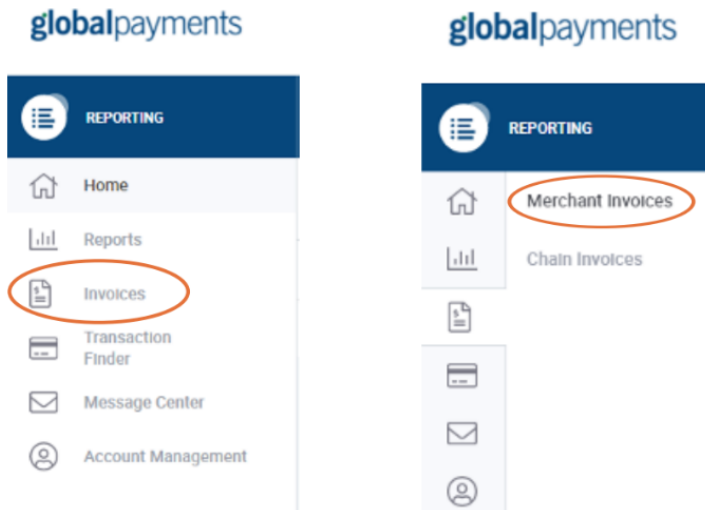 globalpayments
REPORTING
Home
Reports
$
Invoices
Transaction
Finder
Message Center
Account Management
globalpayments
REPORTING
Merchant Invoices
Chain Invoices
$